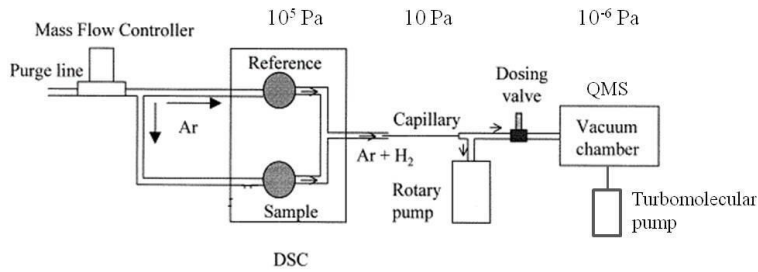 10⁵ Pa
10 Pa
10⁻⁶ Pa
Mass Flow Controller
Purge line
Reference
Dosing
valve
QMS
Ar
Capillary
Vacuum
chamber
Ar + H₂
Rotary
pump
Sample
Turbomolecular
pump
DSC